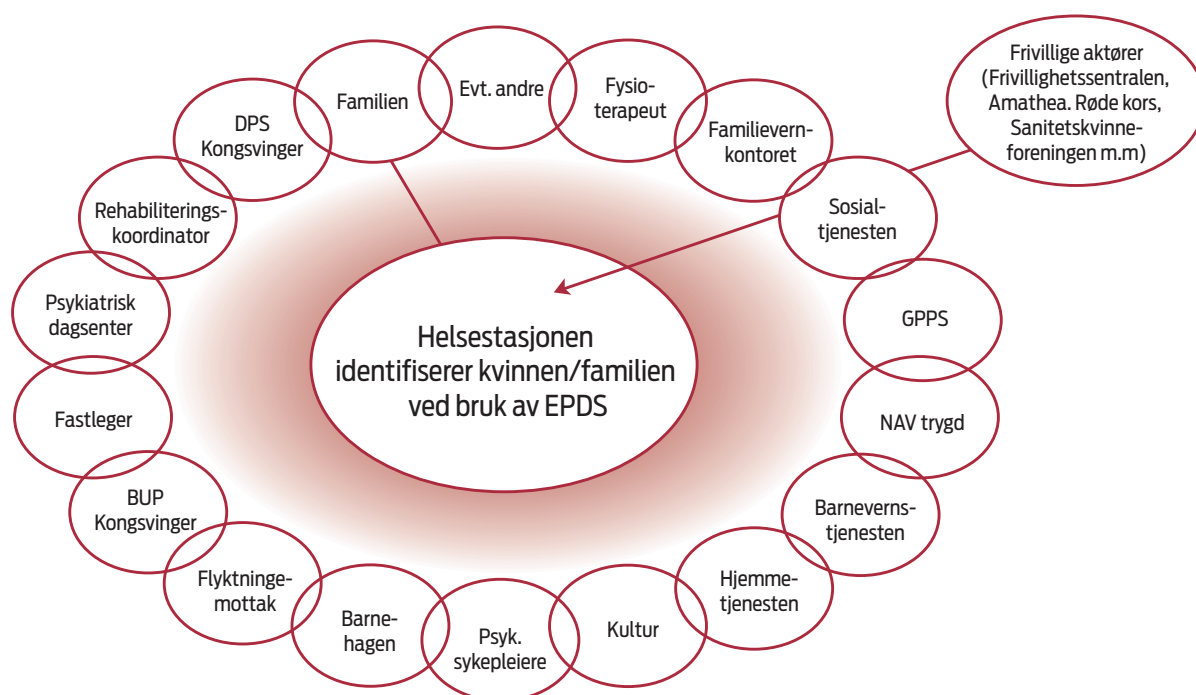 Familien
Evt. andre
Fysio-
terapeut
Familievern-
kontoret
Frivillige aktører
(Frivillighetssentralen,
Amathea. Røde kors,
Sanitetskvinne-
foreningen m.m)
Sosial-
tjenesten
GPPS
NAV trygd
Barneverns-
tjenesten
Hjemme-
tjenesten
Kultur
Psyk.
sykepleiere
Barne-
hagen
Flyktninge-
mottak
BUP
Kongsvinger
Fastleger
Psykiatrisk
dagsenter
Rehabiliterings-
koordinator
DPS
Kongsvinger
Helsestasjonen
identifiserer kvinnen/familien
ved bruk av EPDS